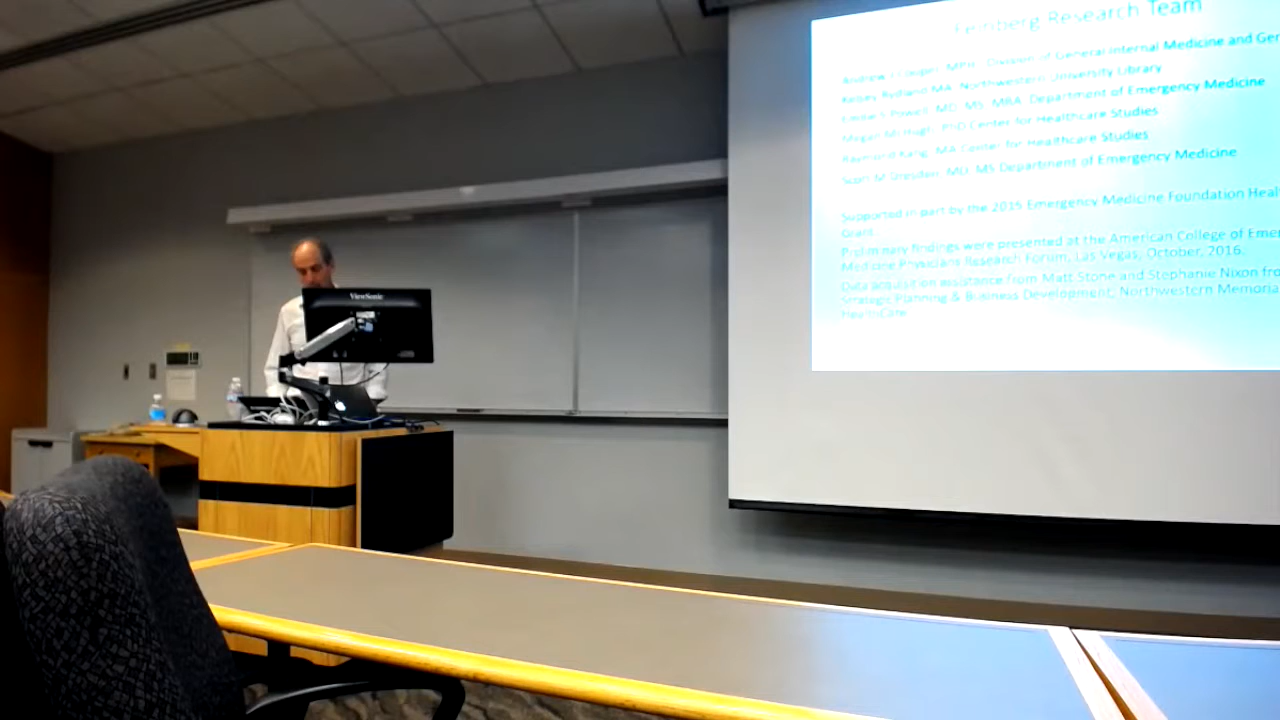 Feinberg Research Team
MPH, Division of General Internal Medicine and Ger
Kelsey Rydland MA, Northwestern University Library
Emilie S Powell, MD, MS, MBA, Department of Emergency Medicine
Megan McHugh, PhD Center for Healthcare Studies
Raymond Kang, MA Center for Healthcare Studies
Scott M Dresden, MD, MS Department of Emergency Medicine
Supported in part by the 2016 Emergency Medicine Foundation Heal
Grant.
Preliminary findings were presented at the American College of Emer
Medicine Physicians Research Forum, Las Vegas, October, 2016.
Data acquisition assistance from Matt Stone and Stephanie Nixon fro
Strategic Planning & Business Development, Northwestern Memoria
HealthCare
ViewSonic